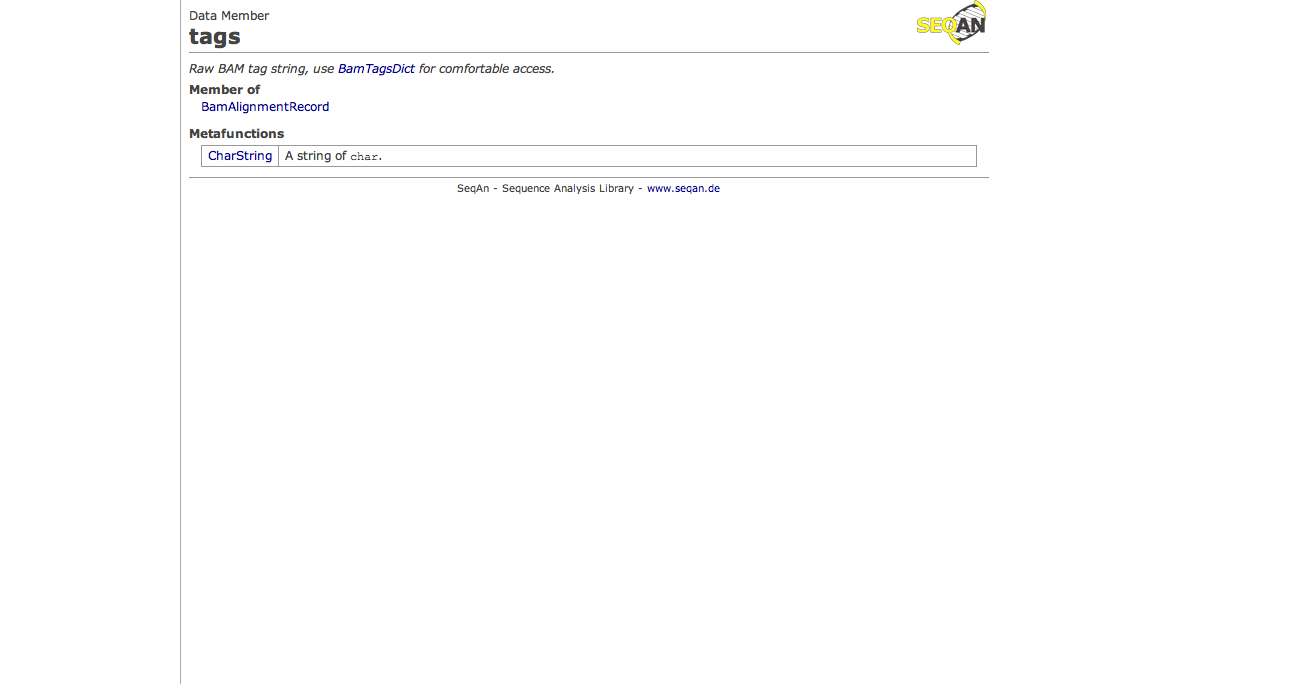 Data Member
SEQAN
tags
Raw BAM tag string, use BamTagsDict for comfortable access.
Member of
BamAlignmentRecord
Metafunctions
CharString A string of char.
SeqAn - Sequence Analysis Library - www.seqan.de